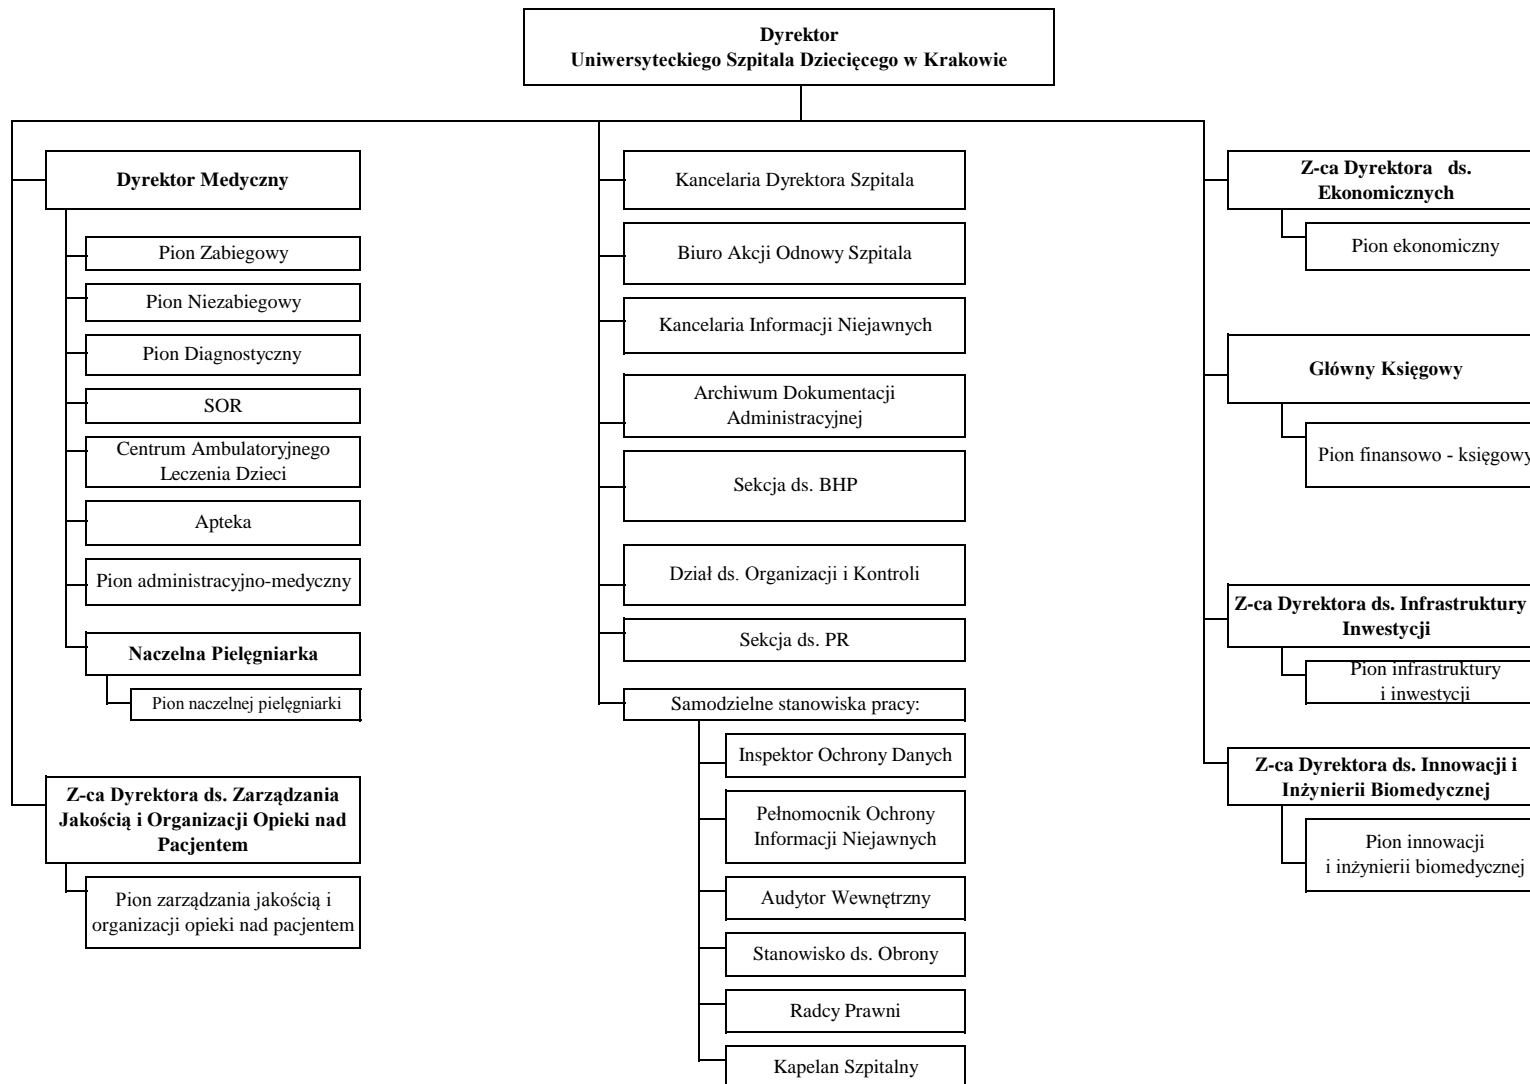 Dyrektor
Uniwersyteckiego Szpitala Dziecięcego w Krakowie
Dyrektor Medyczny
Pion Zabiegowy
Pion Niezabiegowy
Pion Diagnostyczny
SOR
Centrum Ambulatoryjnego
Leczenia Dzieci
Apteka
Pion administracyjno-medyczny
Naczelna Pielęgniarka
Pion naczelnej pielęgniarki
Z-ca Dyrektora ds. Zarządzania
Jakością i Organizacji Opieki nad
Pacjentem
Pion zarządzania jakością i
organizacji opieki nad pacjentem
Kancelaria Dyrektora Szpitala
Biuro Akcji Odnowy Szpitala
Kancelaria Informacji Niejawnych
Archiwum Dokumentacji
Administracyjnej
Sekcja ds. BHP
Dział ds. Organizacji i Kontroli
Sekcja ds. PR
Samodzielne stanowiska pracy:
Inspektor Ochrony Danych
Pełnomocnik Ochrony
Informacji Niejawnych
Audytor Wewnętrzny
Stanowisko ds. Obrony
Radcy Prawni
Kapelan Szpitalny
Z-ca Dyrektora ds.
Ekonomicznych
Pion ekonomiczny
Główny Księgowy
Pion finansowo - księgowy
Z-ca Dyrektora ds. Infrastruktury
Inwestycji
Pion infrastruktury
i inwestycji
Z-ca Dyrektora ds. Innowacji i
Inżynierii Biomedycznej
Pion innowacji
i inżynierii biomedycznej